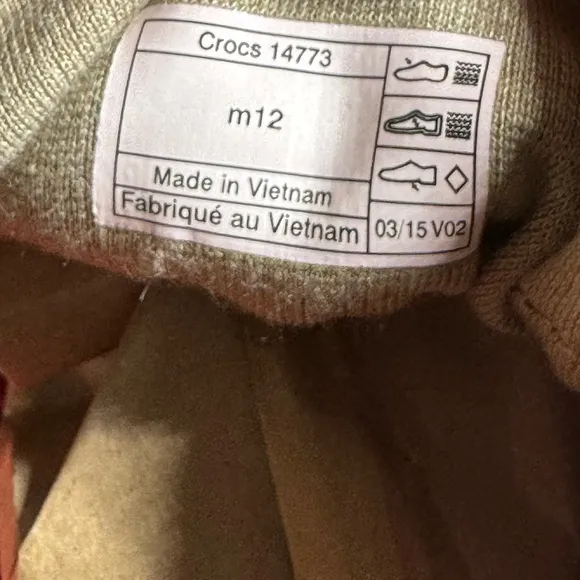 Crocs 14773
m12
Made in Vietnam
Fabriqué au Vietnam
03/15 V02